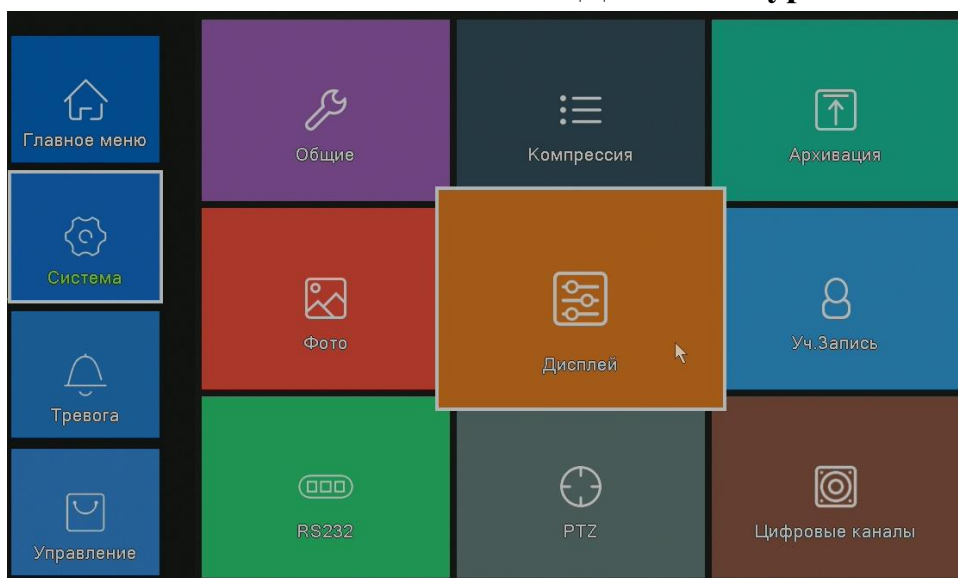 Главное меню
Система
Тревога
Управление
Общие
Компрессия
Архивация
Фото
Дисплей
Уч.Запись
RS232
PTZ
Цифровые каналы